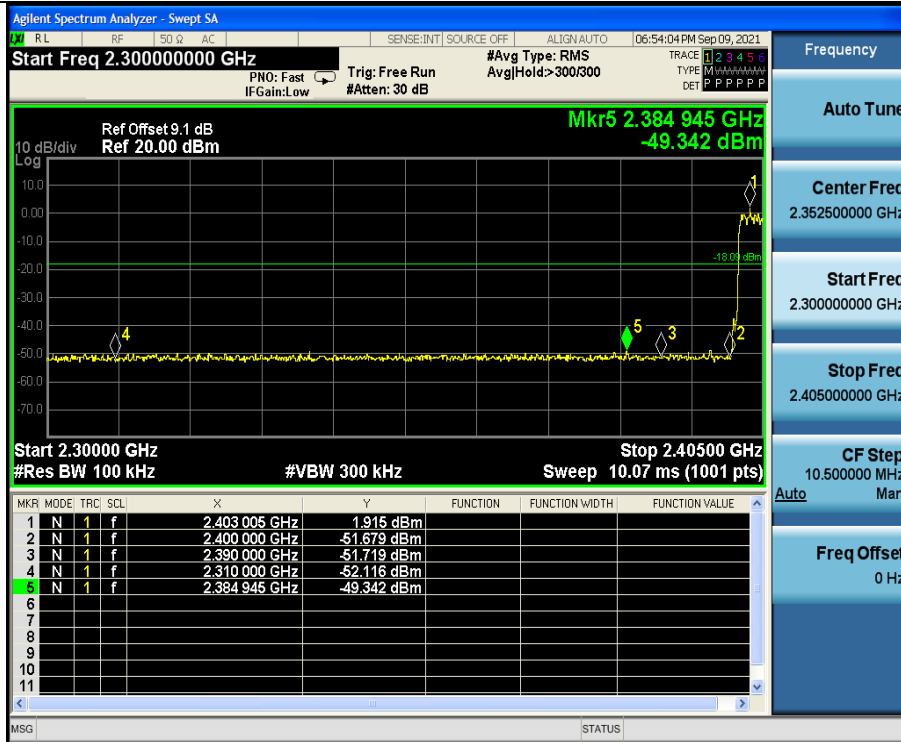 Agilent Spectrum Analyzer - Swept SA
LXI RL RF 50 Ω AC SENSE:INT SOURCE OFF ALIGN AUTO 06:54:04 PM Sep 09, 2021
Start Freq 2.300000000 GHz
PNO: Fast
IFGain:Low
Trig: Free Run
#Atten: 30 dB
#Avg Type: RMS
Avg|Hold:>300/300
TRACE 1 2 3 4 5 6
TYPE M
DET P P P P P P
Mkr5 2.384 945 GHz
-49.342 dBm
Ref Offset 9.1 dB
10 dB/div Ref 20.00 dBm
Log
10.0
0.00
-10.0
-20.0
-30.0
-40.0
-50.0
-60.0
-70.0
1
-18.09 dBm
4
5
3
2
Start 2.30000 GHz Stop 2.40500 GHz
#Res BW 100 kHz #VBW 300 kHz Sweep 10.07 ms (1001 pts)
MKR MODE TRC SCL X Y FUNCTION FUNCTION WIDTH FUNCTION VALUE
1 N 1 f 2.403 005 GHz 1.915 dBm
2 N 1 f 2.400 000 GHz -51.679 dBm
3 N 1 f 2.390 000 GHz -51.719 dBm
4 N 1 f 2.310 000 GHz -52.116 dBm
5 N 1 f 2.384 945 GHz -49.342 dBm
6
7
8
9
10
11
MSG STATUS
Frequency
Auto Tune
Center Freq
2.352500000 GHz
Start Freq
2.300000000 GHz
Stop Freq
2.405000000 GHz
CF Step
10.500000 MHz
Auto Man
Freq Offset
0 Hz